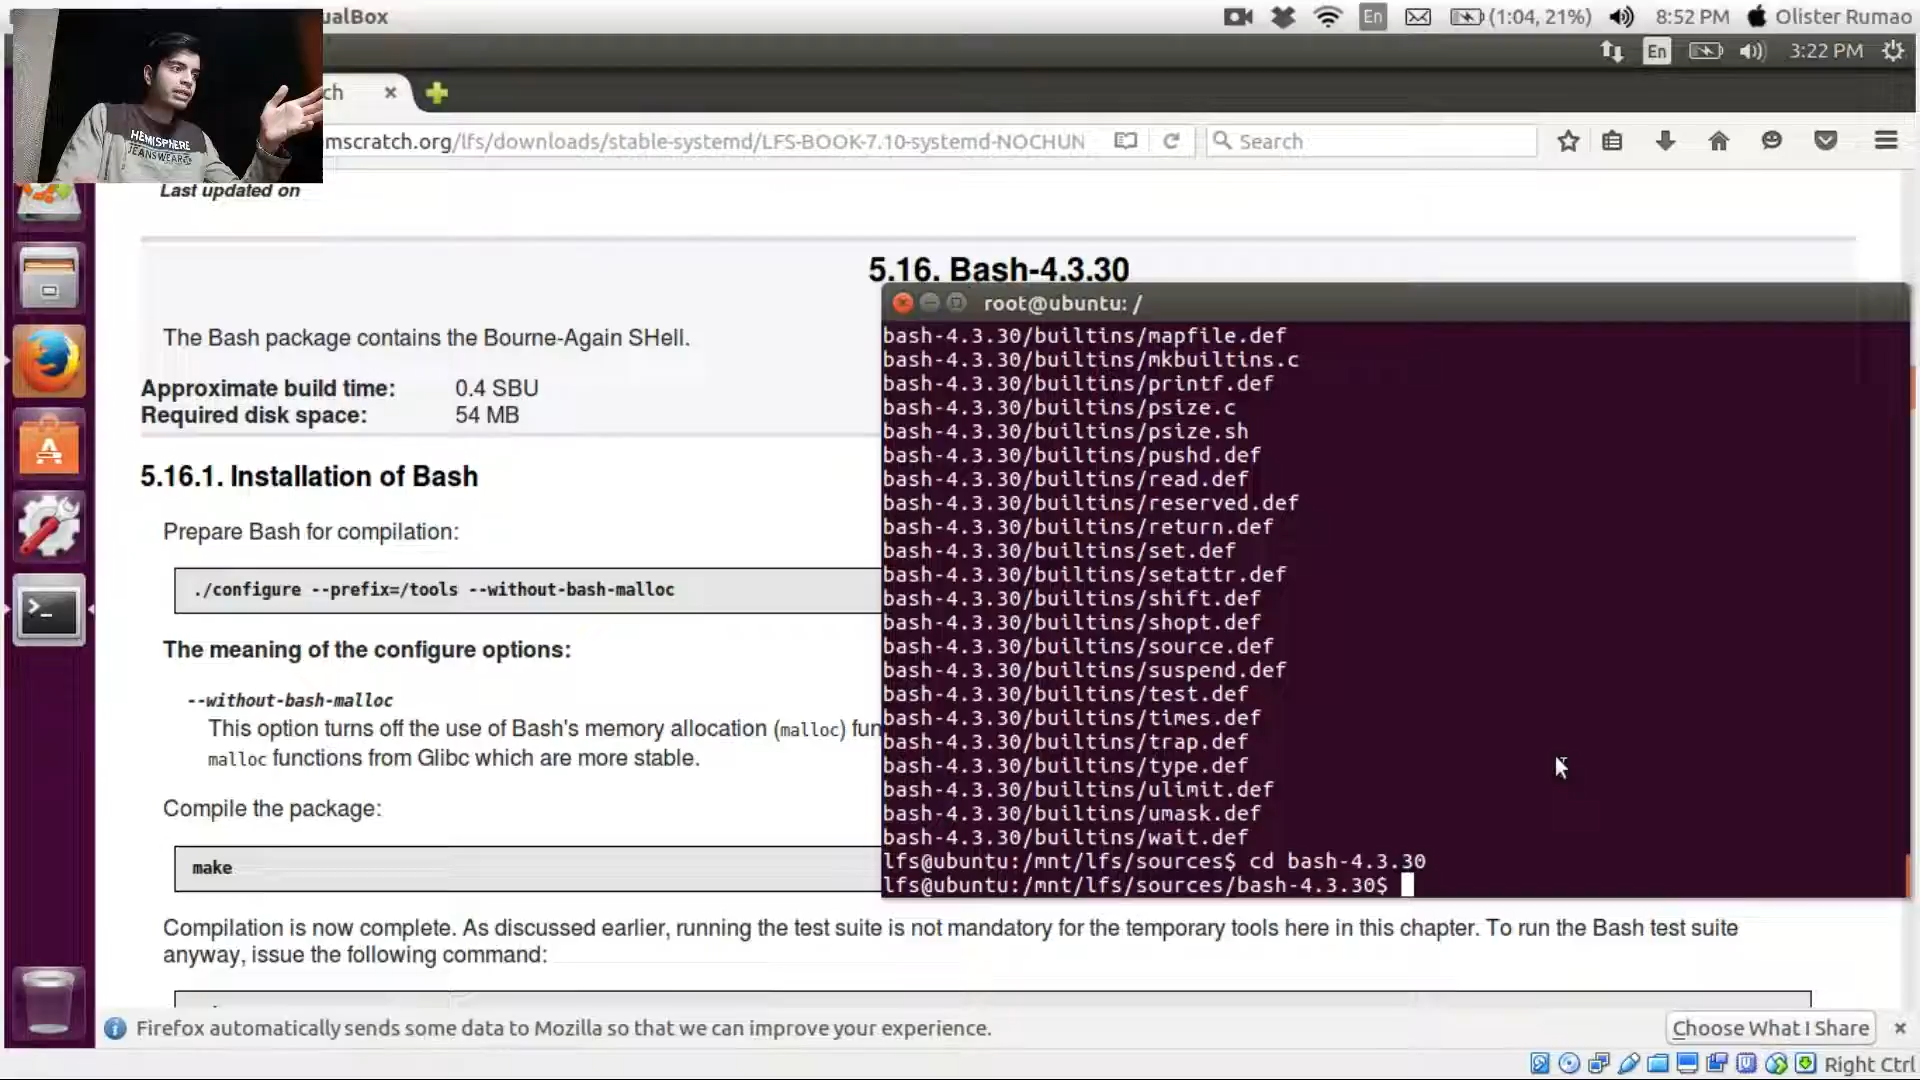 ualBox
En
(1:04, 21%)
8:52 PM
Olister Rumao
En
3:22 PM
ch
mscratch.org/lfs/downloads/stable-systemd/LFS-BOOK-7.10-systemd-NOCHUN
Search
HEMISPHERE
JEANSWEAR
Last updated on
5.16. Bash-4.3.30
The Bash package contains the Bourne-Again SHell.
Approximate build time: 0.4 SBU
Required disk space: 54 MB
5.16.1. Installation of Bash
Prepare Bash for compilation:
./configure --prefix=/tools --without-bash-malloc
The meaning of the configure options:
--without-bash-malloc
This option turns off the use of Bash's memory allocation (malloc) fun
malloc functions from Glibc which are more stable.
Compile the package:
make
Compilation is now complete. As discussed earlier, running the test suite is not mandatory for the temporary tools here in this chapter. To run the Bash test suite
anyway, issue the following command:
root@ubuntu: /
bash-4.3.30/builtins/mapfile.def
bash-4.3.30/builtins/mkbuiltins.c
bash-4.3.30/builtins/printf.def
bash-4.3.30/builtins/psize.c
bash-4.3.30/builtins/psize.sh
bash-4.3.30/builtins/pushd.def
bash-4.3.30/builtins/read.def
bash-4.3.30/builtins/reserved.def
bash-4.3.30/builtins/return.def
bash-4.3.30/builtins/set.def
bash-4.3.30/builtins/setattr.def
bash-4.3.30/builtins/shift.def
bash-4.3.30/builtins/shopt.def
bash-4.3.30/builtins/source.def
bash-4.3.30/builtins/suspend.def
bash-4.3.30/builtins/test.def
bash-4.3.30/builtins/times.def
bash-4.3.30/builtins/trap.def
bash-4.3.30/builtins/type.def
bash-4.3.30/builtins/ulimit.def
bash-4.3.30/builtins/umask.def
bash-4.3.30/builtins/wait.def
lfs@ubuntu:/mnt/lfs/sources$ cd bash-4.3.30
lfs@ubuntu:/mnt/lfs/sources/bash-4.3.30$
Firefox automatically sends some data to Mozilla so that we can improve your experience.
Choose What I Share
Right Ctrl